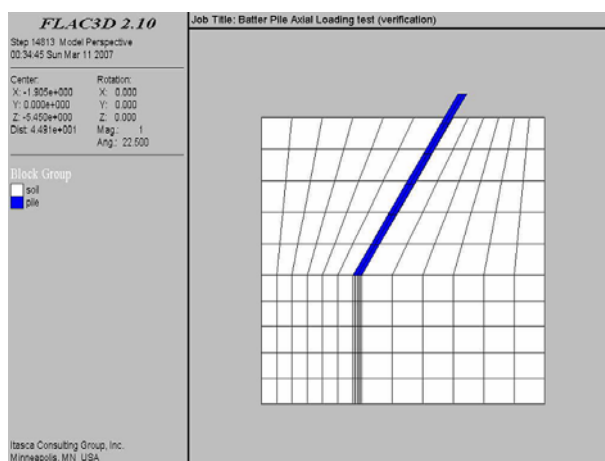 FLAC3D 2.10
Step 14813 Model Perspective
00:34:45 Sun Mar 11 2007
Center: Rotation:
X: -1.905e+000 X: 0.000
Y: 0.000e+000 Y: 0.000
Z: -5.450e+000 Z: 0.000
Dist: 4.491e+001 Mag.: 1
Ang.: 22.500
Block Group
soil
pile
Itasca Consulting Group, Inc.
Minneapolis, MN USA
Job Title: Batter Pile Axial Loading test (verification)